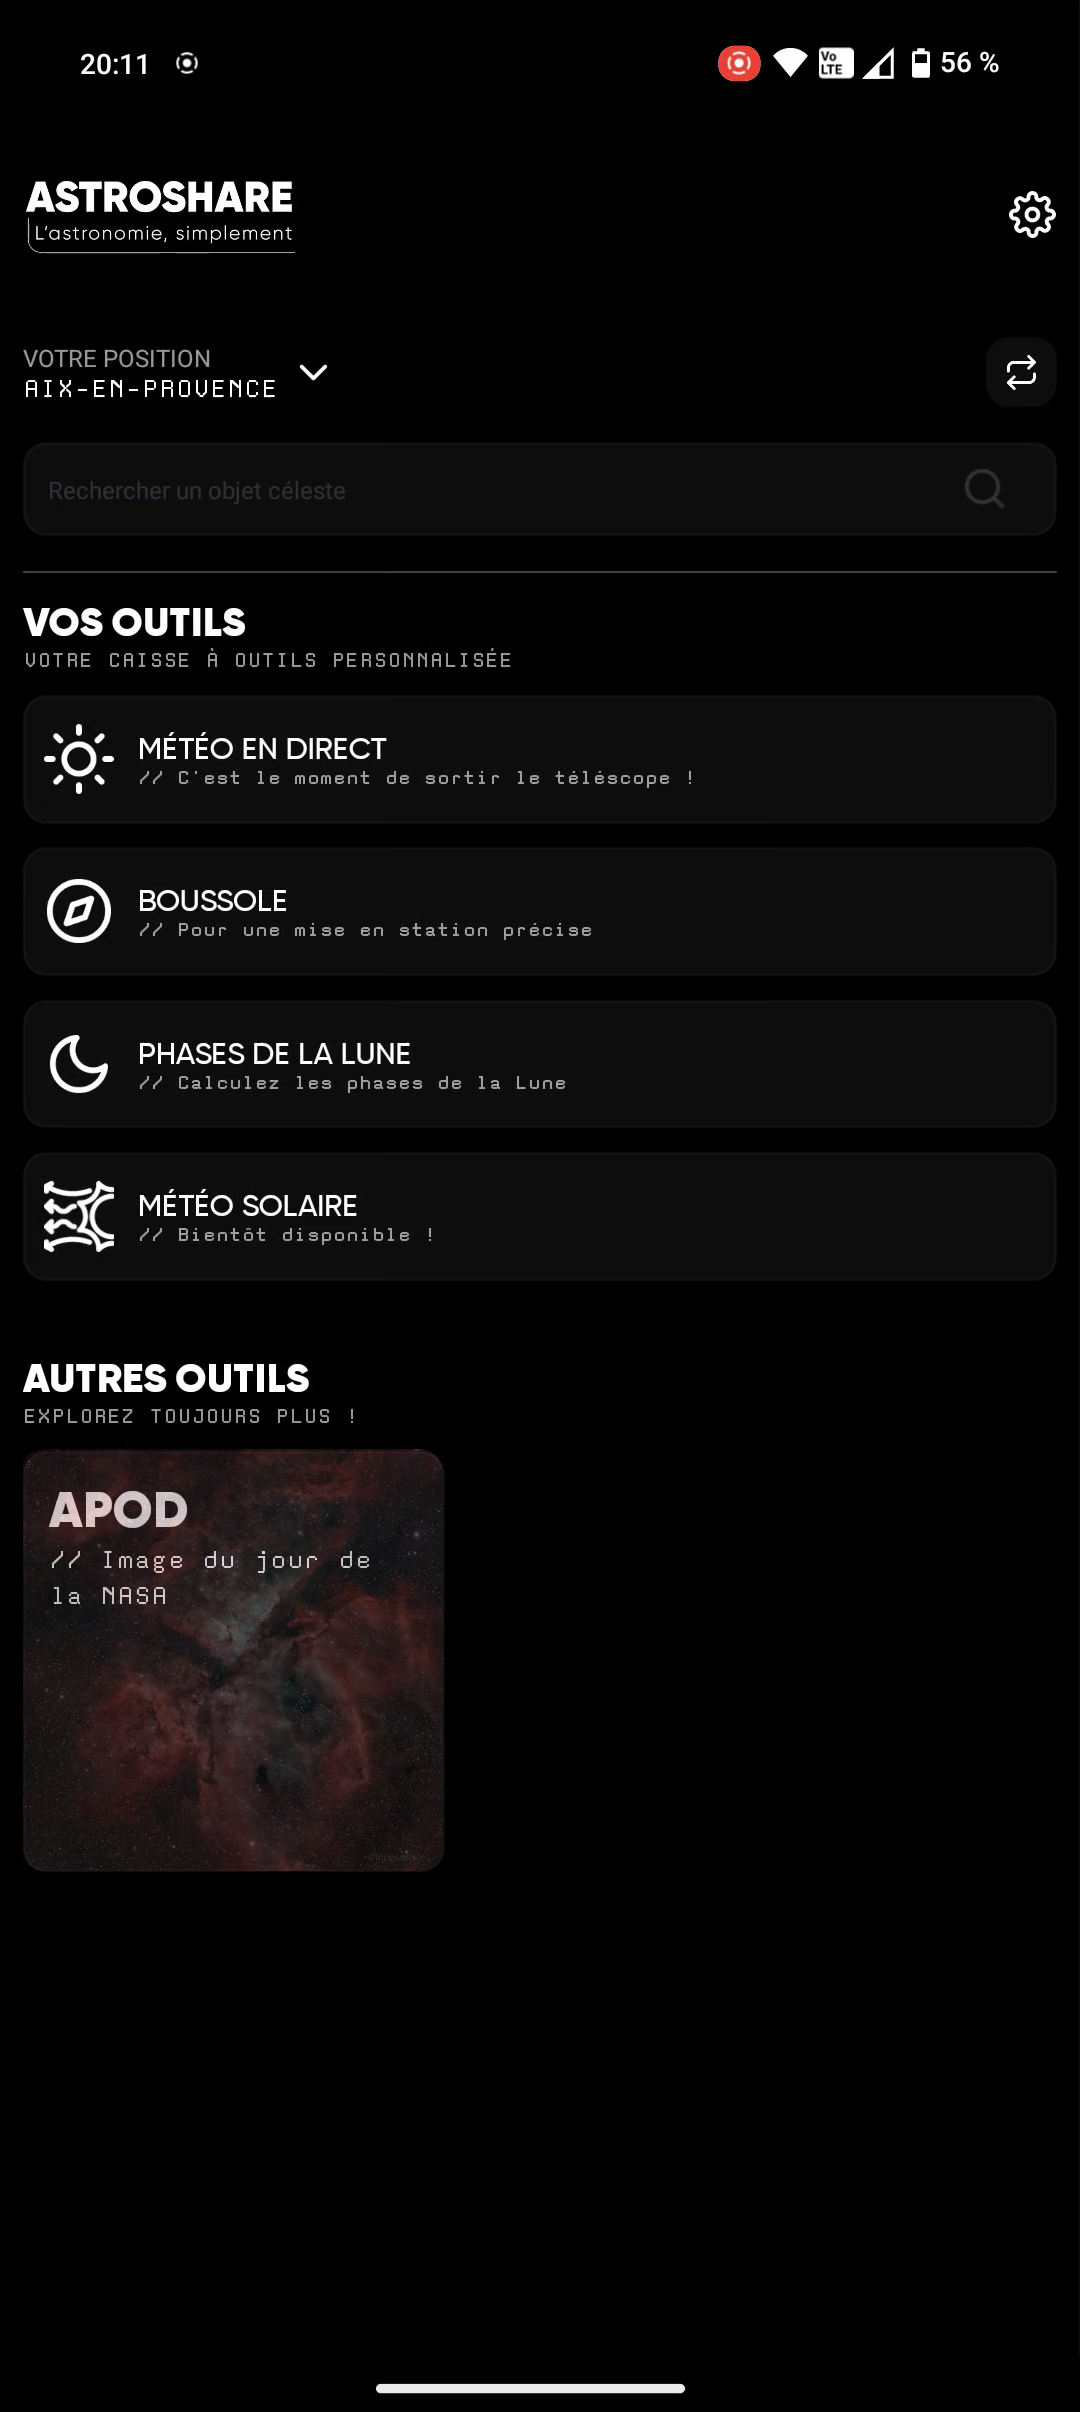 20:11
Vo LTE
56 %
ASTROSHARE
L'astronomie, simplement
VOTRE POSITION
AIX-EN-PROVENCE
Rechercher un objet céleste
VOS OUTILS
VOTRE CAISSE À OUTILS PERSONNALISÉE
MÉTÉO EN DIRECT
// C'est le moment de sortir le téléscope !
BOUSSOLE
// Pour une mise en station précise
PHASES DE LA LUNE
// Calculez les phases de la Lune
MÉTÉO SOLAIRE
// Bientôt disponible !
AUTRES OUTILS
EXPLOREZ TOUJOURS PLUS !
APOD
// Image du jour de
la NASA